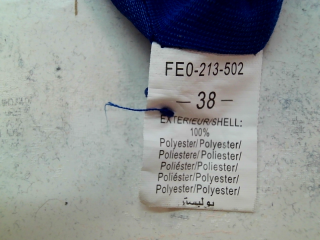 FE0-213-502
- 38 -
EXTERIEUR/SHELL:
100%
Polyester/Polyester/
Poliestere/Poliester/
Poliéster/Poliester/
Poliéster/Poliester/
Polyester/Polyester/
بوليستر